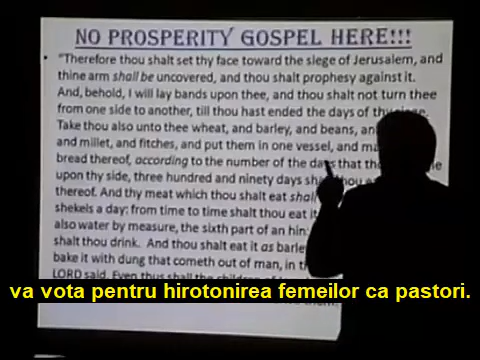 NO PROSPERITY GOSPEL HERE!!!
• "Therefore thou shalt set thy face toward the siege of Jerusalem, and
thine arm shall be uncovered, and thou shalt prophesy against it.
And, behold, I will lay bands upon thee, and thou shalt not turn thee
from one side to another, till thou hast ended the days of thy siege.
Take thou also unto thee wheat, and barley, and beans, and
and millet, and fitches, and put them in one vessel, and
bread thereof, according to the number of the days that
upon thy side, three hundred and ninety days
thereof. And thy meat which thou shalt eat
shekels a day: from time to time shalt thou eat
also water by measure, the sixth part of an hin:
shalt thou drink. And thou shalt eat it as barley
bake it with dung that cometh out of man, in
LORD said, Even thus shall the children of
va vota pentru hirotonirea femeilor ca pastori.